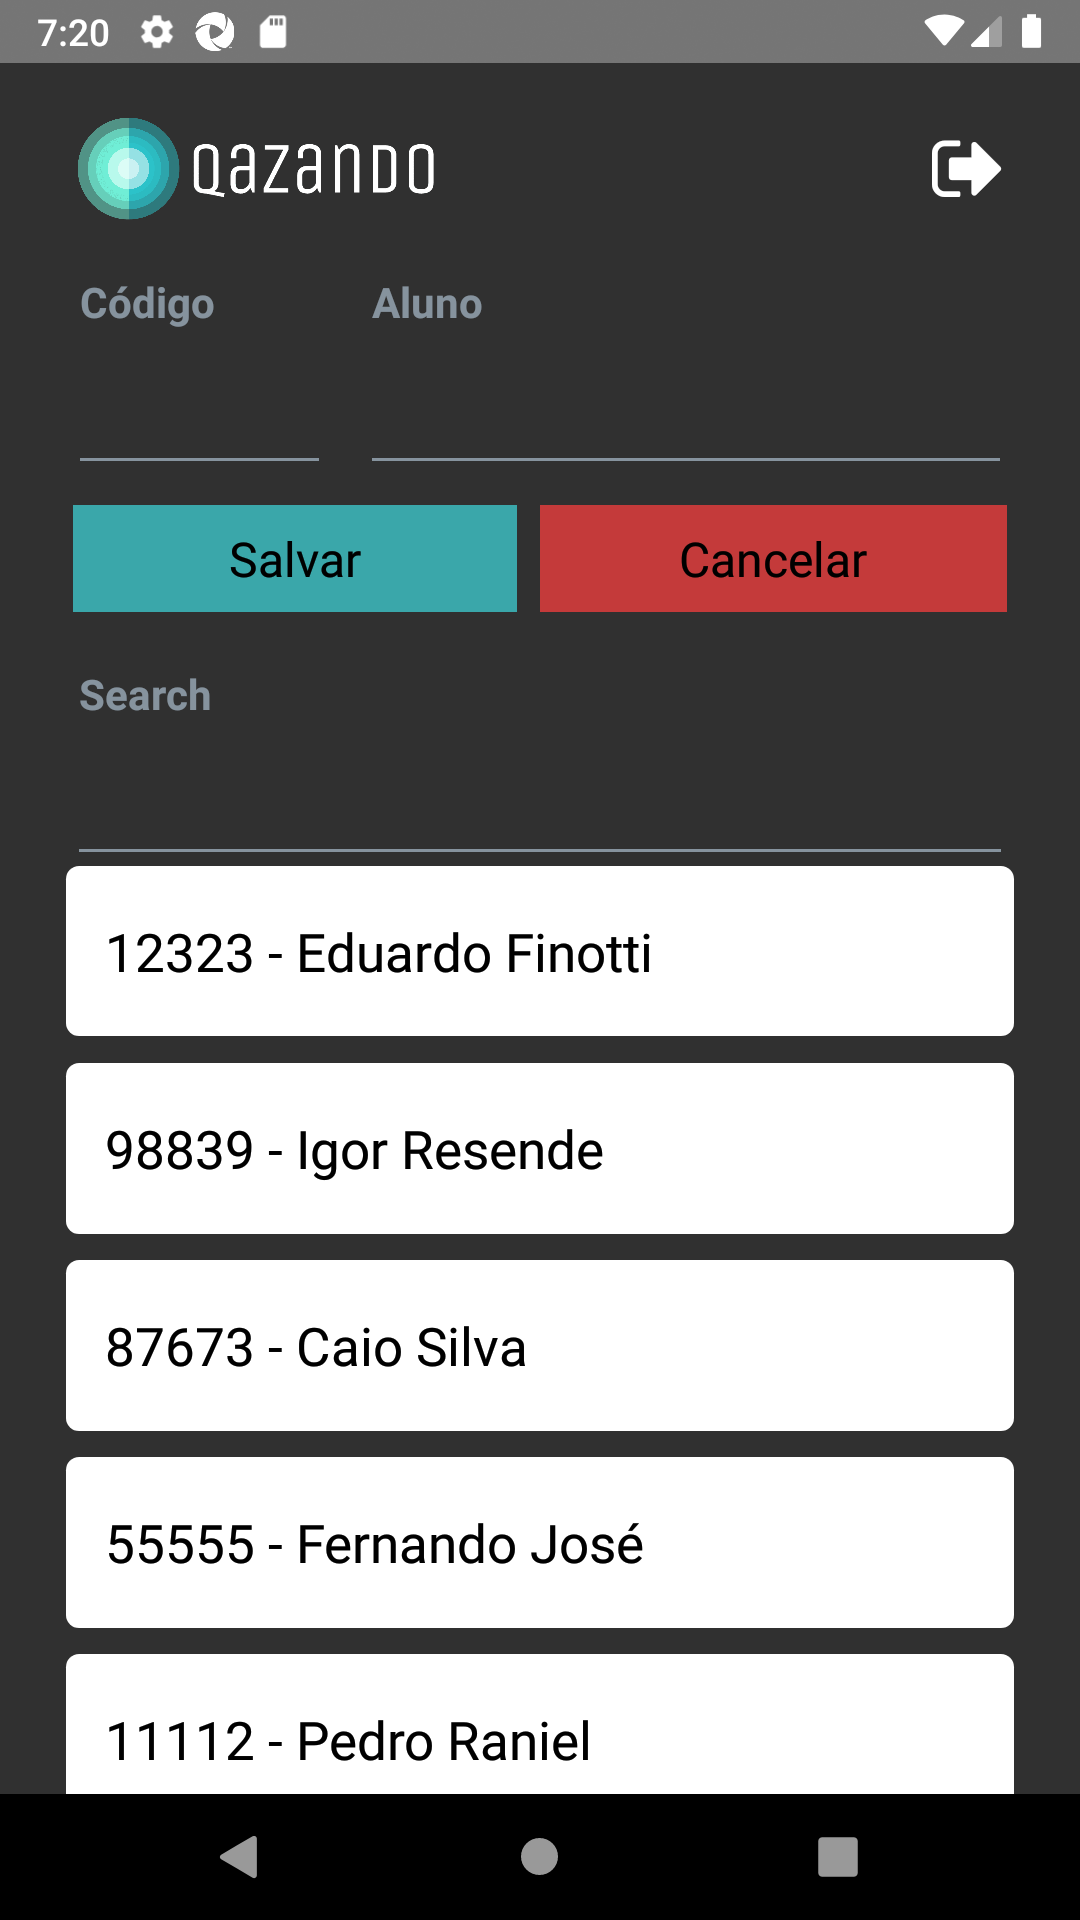 7:20
QAZANDO
Código Aluno
Salvar Cancelar
Search
12323 - Eduardo Finotti
98839 - Igor Resende
87673 - Caio Silva
55555 - Fernando José
11112 - Pedro Raniel